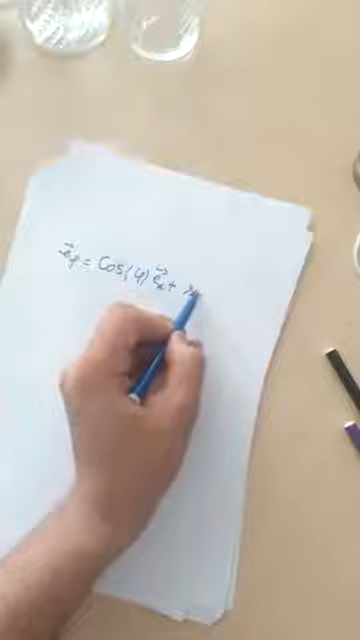 e⃗ᵩ = Cos(φ) e⃗ₓ +